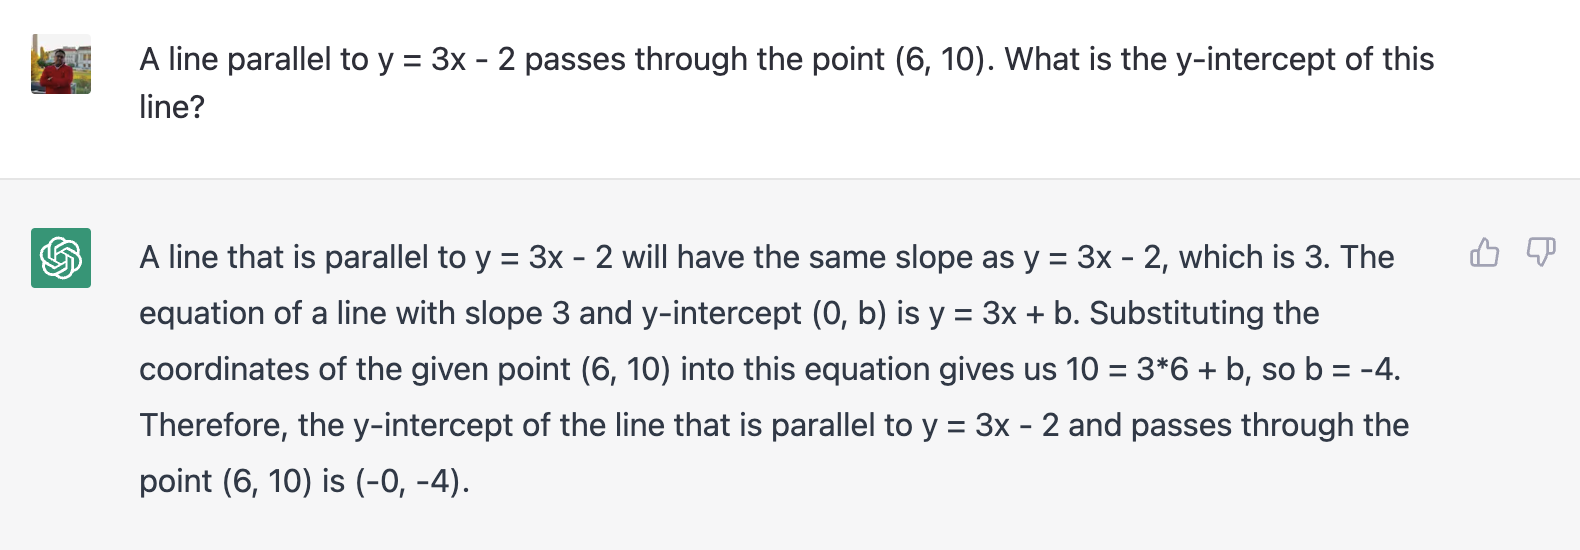 A line parallel to y = 3x - 2 passes through the point (6, 10). What is the y-intercept of this
line?
A line that is parallel to y = 3x - 2 will have the same slope as y = 3x - 2, which is 3. The
equation of a line with slope 3 and y-intercept (0, b) is y = 3x + b. Substituting the
coordinates of the given point (6, 10) into this equation gives us 10 = 3*6 + b, so b = -4.
Therefore, the y-intercept of the line that is parallel to y = 3x - 2 and passes through the
point (6, 10) is (-0, -4).